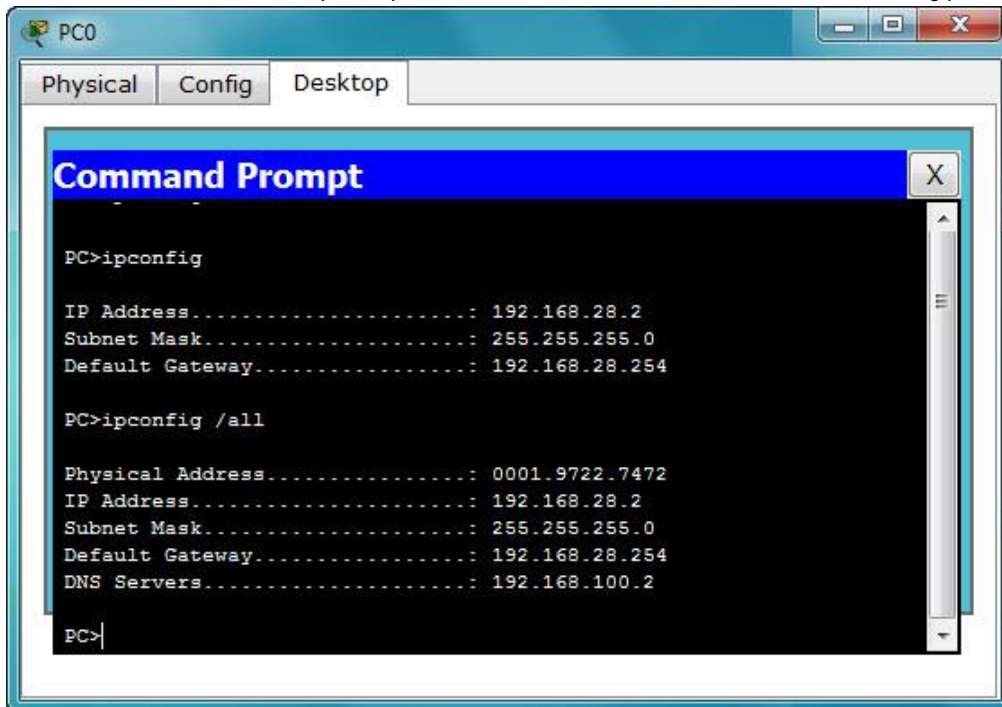 PC0
Physical Config Desktop
Command Prompt X
PC>ipconfig
IP Address......................: 192.168.28.2
Subnet Mask.....................: 255.255.255.0
Default Gateway.................: 192.168.28.254
PC>ipconfig /all
Physical Address................: 0001.9722.7472
IP Address......................: 192.168.28.2
Subnet Mask.....................: 255.255.255.0
Default Gateway.................: 192.168.28.254
DNS Servers.....................: 192.168.100.2
PC>